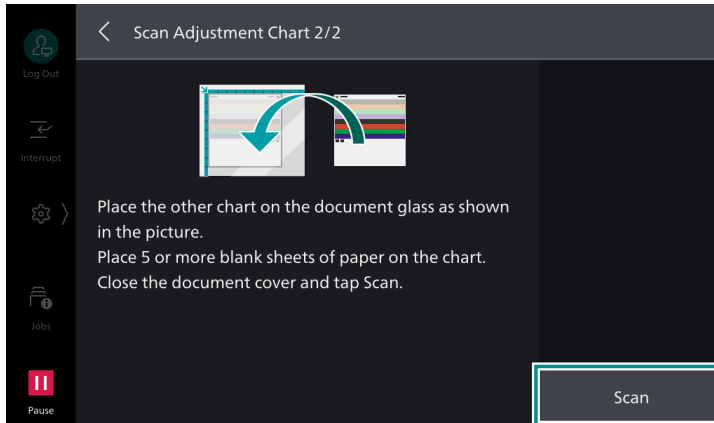 Scan Adjustment Chart 2/2
Log Out
Interrupt
Place the other chart on the document glass as shown
in the picture.
Place 5 or more blank sheets of paper on the chart.
Close the document cover and tap Scan.
Jobs
Pause
Scan